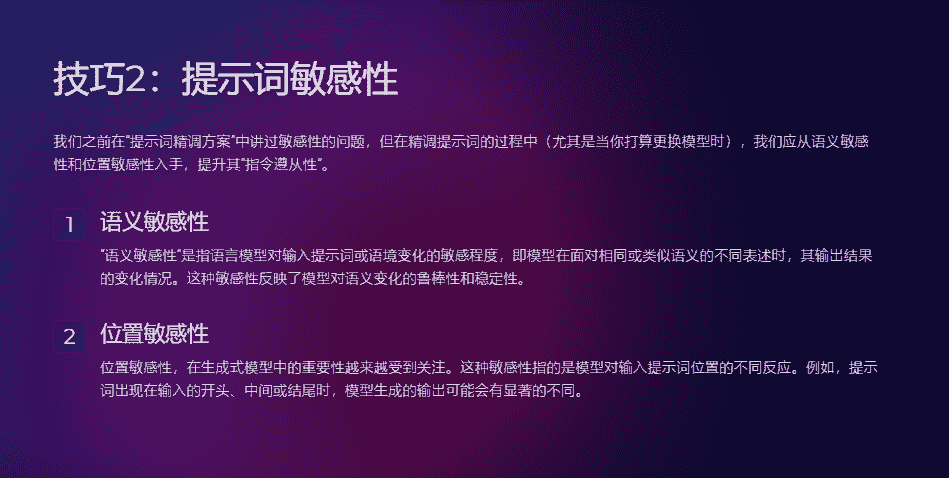 技巧2：提示词敏感性
我们之前在"提示词精调方案"中讲过敏感性的问题，但在精调提示词的过程中（尤其是当你打算更换模型时），我们应从语义敏感
性和位置敏感性入手，提升其"指令遵从性"。
1 语义敏感性
"语义敏感性"是指语言模型对输入提示词或语境变化的敏感程度，即模型在面对相同或类似语义的不同表述时，其输出结果
的变化情况。这种敏感性反映了模型对语义变化的鲁棒性和稳定性。
2 位置敏感性
位置敏感性，在生成式模型中的重要性越来越受到关注。这种敏感性指的是模型对输入提示词位置的不同反应。例如，提示
词出现在输入的开头、中间或结尾时，模型生成的输出可能会有显著的不同。